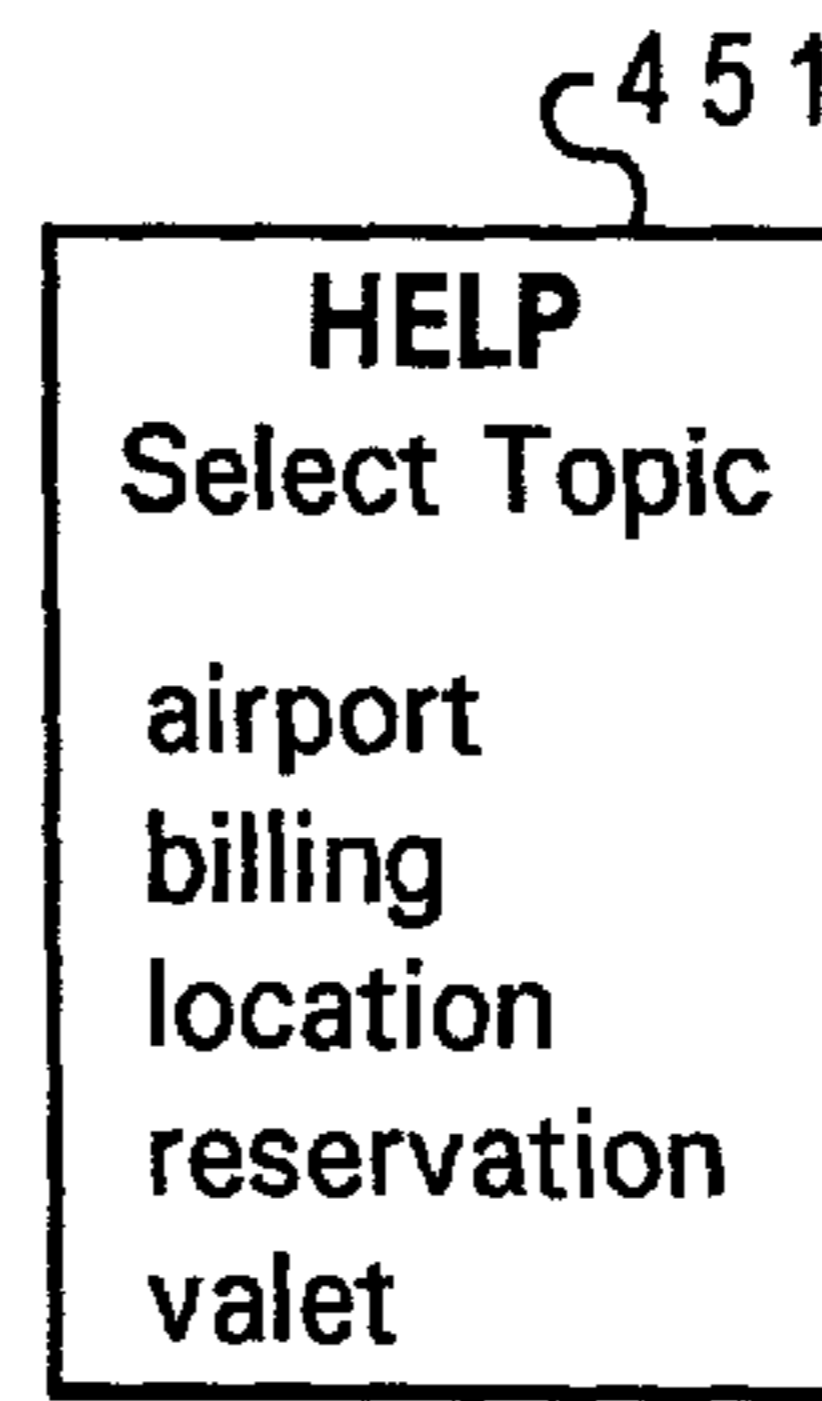 451
HELP
Select Topic
airport
billing
location
reservation
valet